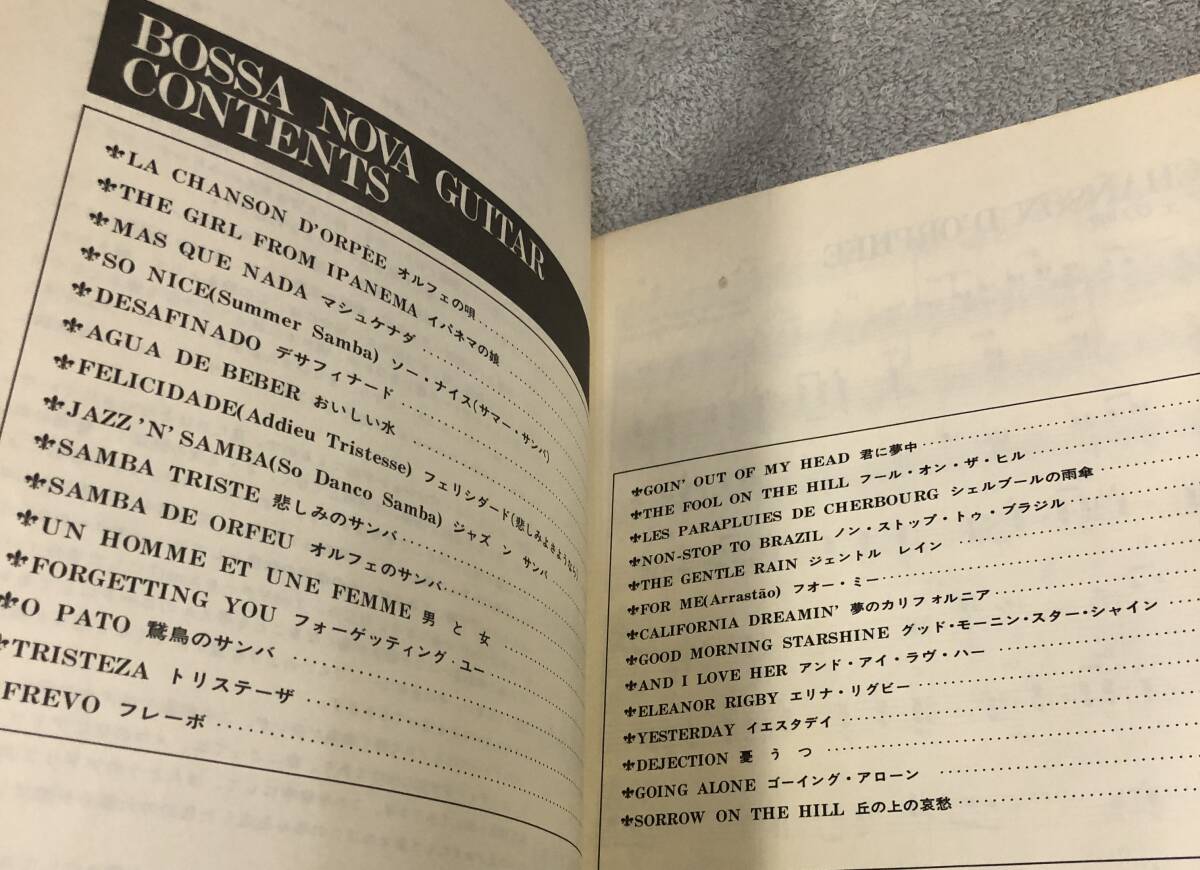 BOSSA NOVA GUITAR
CONTENTS
⚜LA CHANSON D'ORPÈE オルフェの唄
⚜THE GIRL FROM IPANEMA イパネマの娘
⚜MAS QUE NADA マシュケナダ
⚜SO NICE(Summer Samba) ソー・ナイス(サマー・サンバ)
⚜DESAFINADO デサフィナード
⚜AGUA DE BEBER おいしい水
⚜FELICIDADE(Addieu Tristesse) フェリシダード(悲しみよさようなら)
⚜JAZZ'N'SAMBA(So Danco Samba) ジャズ ン サンバ
⚜SAMBA TRISTE 悲しみのサンバ
⚜SAMBA DE ORFEU オルフェのサンバ
⚜UN HOMME ET UNE FEMME 男と女
⚜FORGETTING YOU フォーゲッティング ユー
⚜O PATO 鵞鳥のサンバ
⚜TRISTEZA トリステーザ
FREVO フレーボ
⚜GOIN' OUT OF MY HEAD 君に夢中
⚜THE FOOL ON THE HILL フール・オン・ザ・ヒル
⚜LES PARAPLUIES DE CHERBOURG シェルブールの雨傘
⚜NON-STOP TO BRAZIL ノン・ストップ・トゥ・ブラジル
⚜THE GENTLE RAIN ジェントル レイン
⚜FOR ME(Arrastão) フォー・ミー
⚜CALIFORNIA DREAMIN' 夢のカリフォルニア
⚜GOOD MORNING STARSHINE グッド・モーニン・スター・シャイン
⚜AND I LOVE HER アンド・アイ・ラヴ・ハー
⚜ELEANOR RIGBY エリナ・リグビー
⚜YESTERDAY イエスタデイ
⚜DEJECTION 憂うつ
⚜GOING ALONE ゴーイング・アローン
⚜SORROW ON THE HILL 丘の上の哀愁